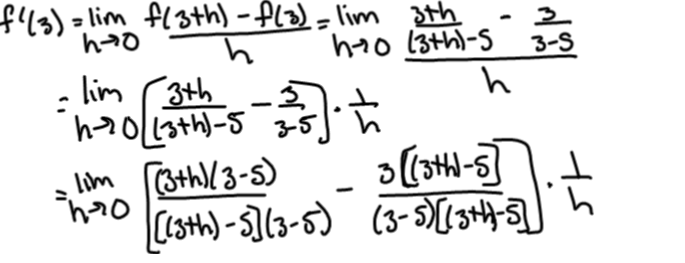 f'(3) = lim h→0 (f(3+h) - f(3))/h = lim h→0 ((3+h)/((3+h)-5) - 3/(3-5))/h
= lim h→0 [(3+h)/((3+h)-5) - 3/(3-5)] · 1/h
= lim h→0 [(3+h)(3-5)/([(3+h)-5](3-5)) - 3[(3+h)-5]/((3-5)[(3+h)-5])] · 1/h